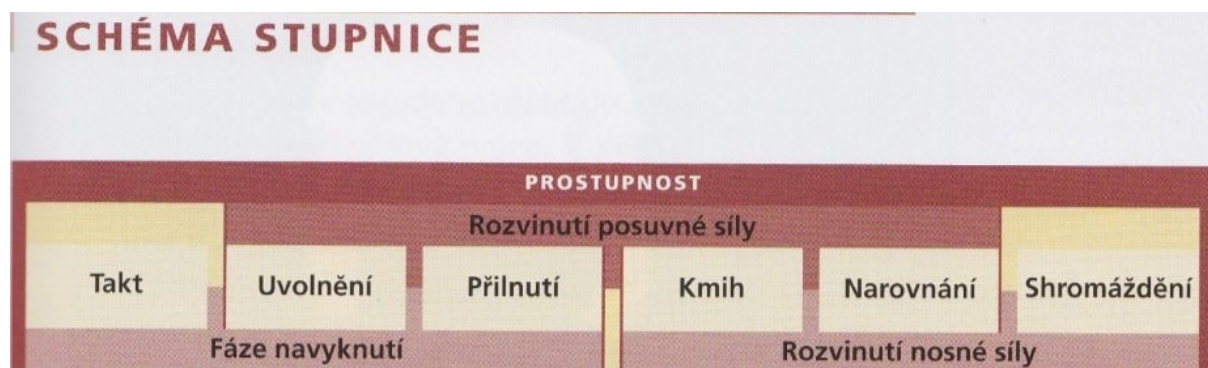 SCHÉMA STUPNICE
PROSTUPNOST
Rozvinutí posuvné síly
Takt Uvolnění Přilnutí Kmih Narovnání Shromáždění
Fáze navyknutí Rozvinutí nosné síly